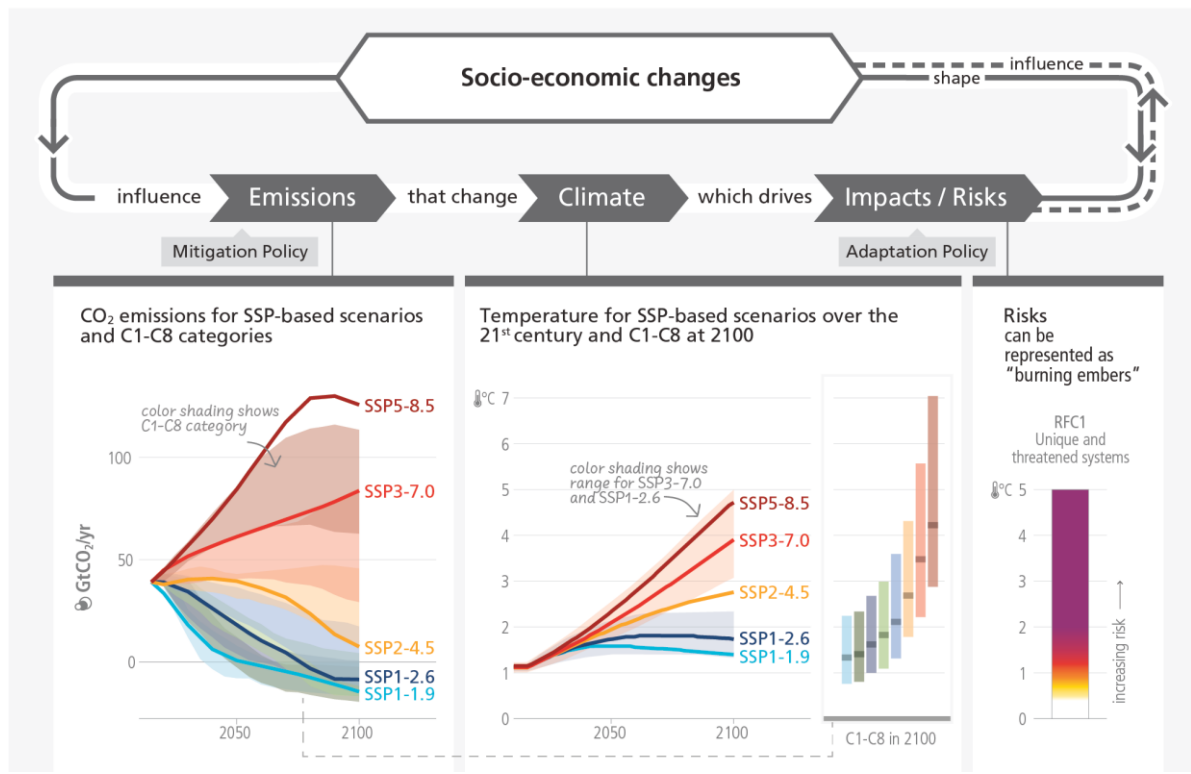 Socio-economic changes
influence
shape
influence
Emissions
that change
Climate
which drives
Impacts / Risks
Mitigation Policy
Adaptation Policy
CO₂ emissions for SSP-based scenarios
and C1-C8 categories
color shading shows
C1-C8 category
GtCO₂/yr
100
50
0
2050
2100
SSP5-8.5
SSP3-7.0
SSP2-4.5
SSP1-2.6
SSP1-1.9
Temperature for SSP-based scenarios over the
21st century and C1-C8 at 2100
°C
7
6
5
4
3
2
1
0
color shading shows
range for SSP3-7.0
and SSP1-2.6
SSP5-8.5
SSP3-7.0
SSP2-4.5
SSP1-2.6
SSP1-1.9
2050
2100
C1-C8 in 2100
Risks
can be
represented as
“burning embers”
RFC1
Unique and
threatened systems
°C
5
4
3
2
1
0
increasing risk